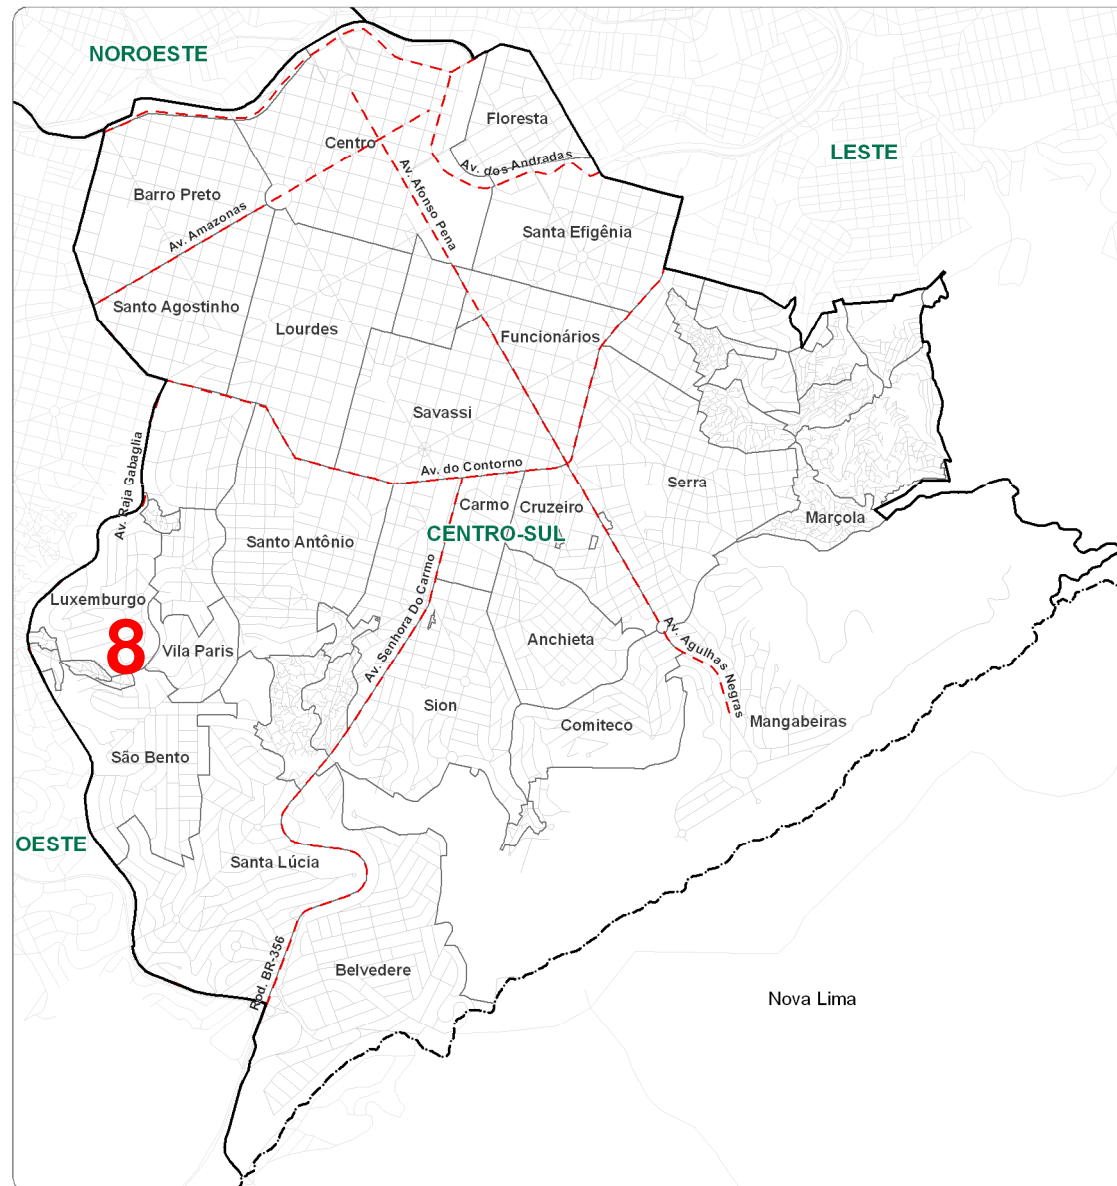 NOROESTE
Floresta
Centro
LESTE
Av. dos Andradas
Barro Preto
Av. Afonso Pena
Av. Amazonas
Santa Efigênia
Santo Agostinho
Lourdes
Funcionários
Savassi
Av. Raja Gabaglia
Av. do Contorno
Serra
Carmo
Cruzeiro
Marçola
CENTRO-SUL
Santo Antônio
Luxemburgo
Av. Senhora Do Carmo
8
Vila Paris
Anchieta
Av. Agulhas Negras
Sion
Comiteco
Mangabeiras
São Bento
OESTE
Santa Lúcia
Rod. BR-356
Belvedere
Nova Lima